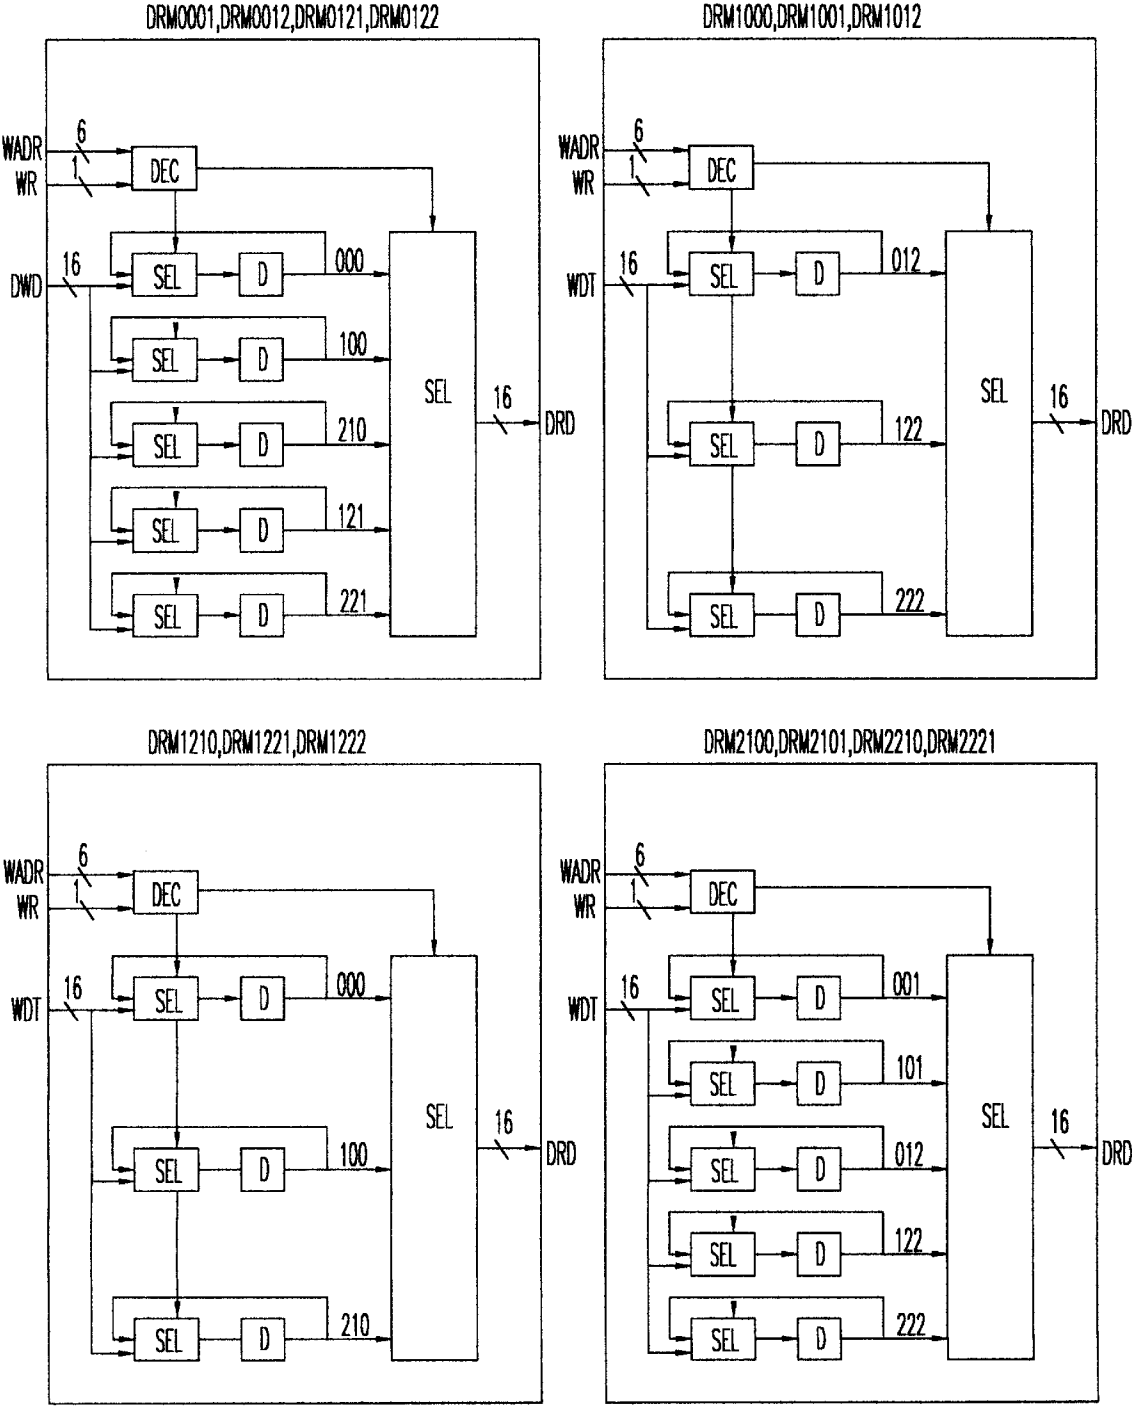 DRM0001,DRM0012,DRM0121,DRM0122
WADR 6
WR 1
DEC
DWD 16
SEL D 000
SEL D 100
SEL D 210
SEL D 121
SEL D 221
SEL
16 DRD
DRM1000,DRM1001,DRM1012
WADR 6
WR 1
DEC
WDT 16
SEL D 012
SEL D 122
SEL D 222
SEL
16 DRD
DRM1210,DRM1221,DRM1222
WADR 6
WR 1
DEC
WDT 16
SEL D 000
SEL D 100
SEL D 210
SEL
16 DRD
DRM2100,DRM2101,DRM2210,DRM2221
WADR 6
WR 1
DEC
WDT 16
SEL D 001
SEL D 101
SEL D 012
SEL D 122
SEL D 222
SEL
16 DRD